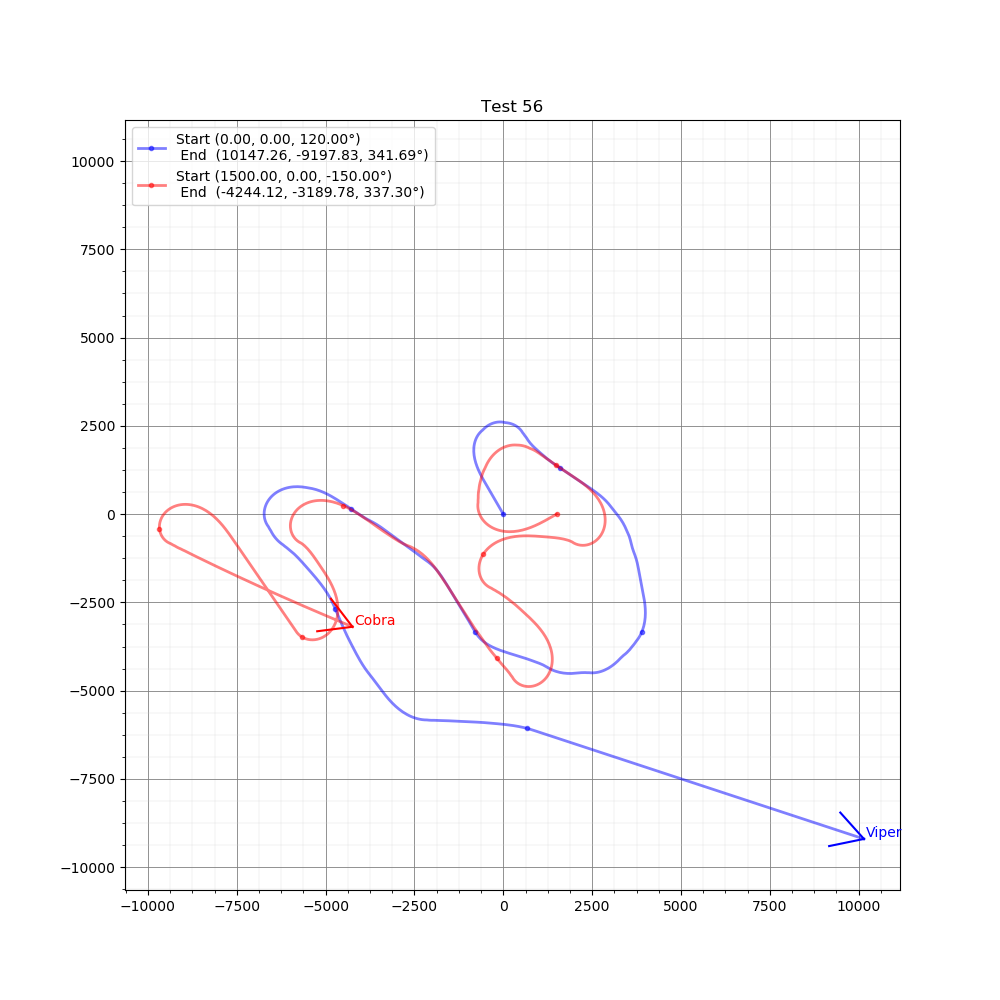 Test 56
Start (0.00, 0.00, 120.00°)
End (10147.26, -9197.83, 341.69°)
Start (1500.00, 0.00, -150.00°)
End (-4244.12, -3189.78, 337.30°)
10000
7500
5000
2500
0
−2500
−5000
−7500
−10000
Cobra
Viper
−10000 −7500 −5000 −2500 0 2500 5000 7500 10000